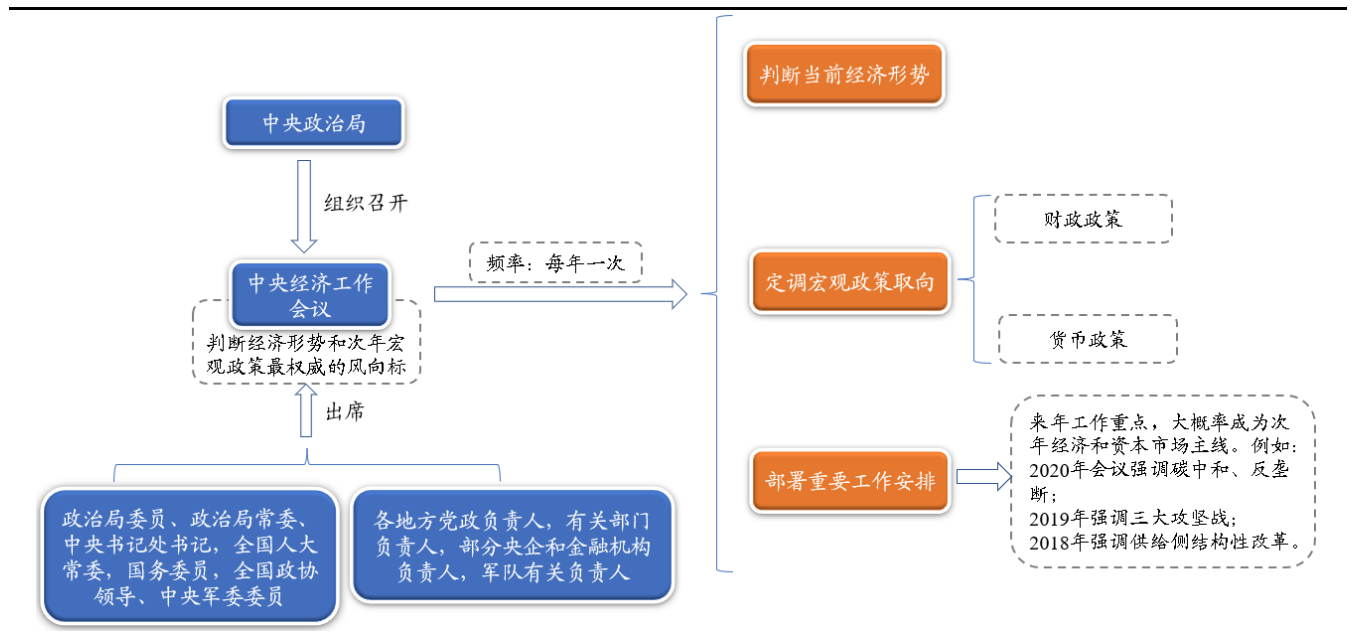 中央政治局
组织召开
中央经济工作
会议
判断经济形势和次年宏
观政策最权威的风向标
出席
政治局委员、政治局常委、
中央书记处书记，全国人大
常委，国务委员，全国政协
领导、中央军委委员
各地方党政负责人，有关部门
负责人，部分央企和金融机构
负责人，军队有关负责人
频率：每年一次
判断当前经济形势
定调宏观政策取向
财政政策
货币政策
部署重要工作安排
来年工作重点，大概率成为次
年经济和资本市场主线。例如：
2020年会议强调碳中和、反垄
断；
2019年强调三大攻坚战；
2018年强调供给侧结构性改革。